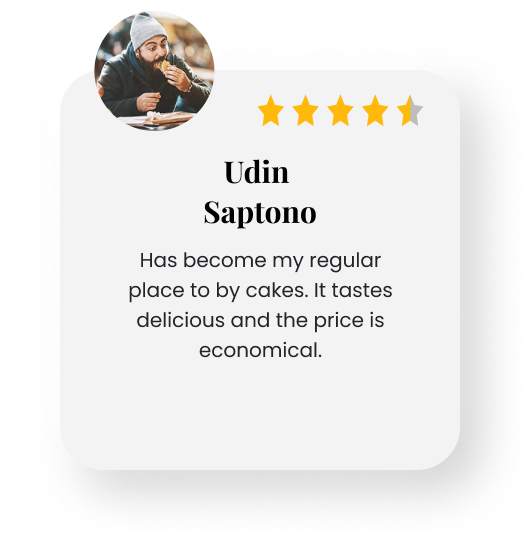 Udin
Saptono
Has become my regular
place to by cakes. It tastes
delicious and the price is
economical.